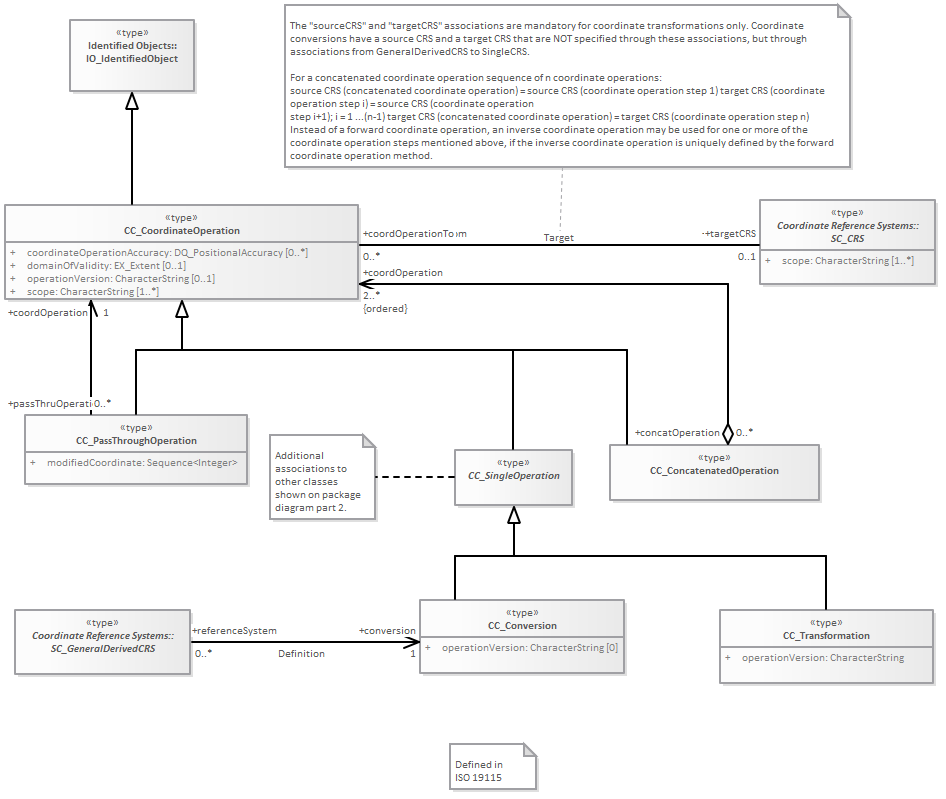 «type»
Identified Objects::
IO_IdentifiedObject
The "sourceCRS" and "targetCRS" associations are mandatory for coordinate transformations only. Coordinate
conversions have a source CRS and a target CRS that are NOT specified through these associations, but through
associations from GeneralDerivedCRS to SingleCRS.
For a concatenated coordinate operation sequence of n coordinate operations:
source CRS (concatenated coordinate operation) = source CRS (coordinate operation step 1) target CRS (coordinate
operation step i) = source CRS (coordinate operation
step i+1); i = 1 ...(n-1) target CRS (concatenated coordinate operation) = target CRS (coordinate operation step n)
Instead of a forward coordinate operation, an inverse coordinate operation may be used for one or more of the
coordinate operation steps mentioned above, if the inverse coordinate operation is uniquely defined by the forward
coordinate operation method.
«type»
CC_CoordinateOperation
+ coordinateOperationAccuracy: DQ_PositionalAccuracy [0..*]
+ domainOfValidity: EX_Extent [0..1]
+ operationVersion: CharacterString [0..1]
+ scope: CharacterString [1..*]
+coordOperationTo
Target
+targetCRS
0..*
0..1
«type»
Coordinate Reference Systems::
SC_CRS
+ scope: CharacterString [1..*]
+coordOperation
2..*
{ordered}
+coordOperation 1
+passThruOperati 0..*
«type»
CC_PassThroughOperation
+ modifiedCoordinate: Sequence<Integer>
Additional
associations to
other classes
shown on package
diagram part 2.
«type»
CC_SingleOperation
+concatOperation 0..*
«type»
CC_ConcatenatedOperation
«type»
Coordinate Reference Systems::
SC_GeneralDerivedCRS
+referenceSystem
+conversion
0..*
Definition
1
«type»
CC_Conversion
+ operationVersion: CharacterString [0]
«type»
CC_Transformation
+ operationVersion: CharacterString
Defined in
ISO 19115